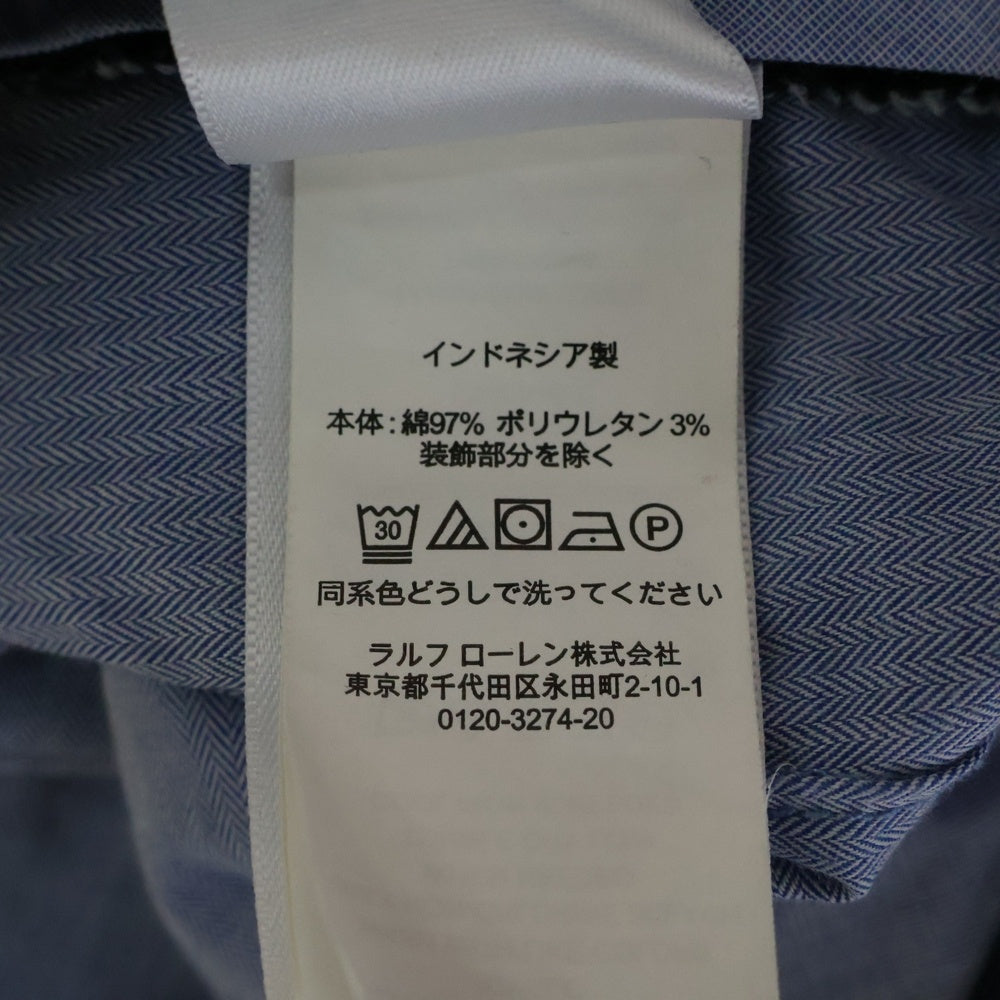 インドネシア製
本体:綿97% ポリウレタン 3%
装飾部分を除く
30 P
同系色どうしで洗ってください
ラルフ ローレン株式会社
東京都千代田区永田町2-10-1
0120-3274-20